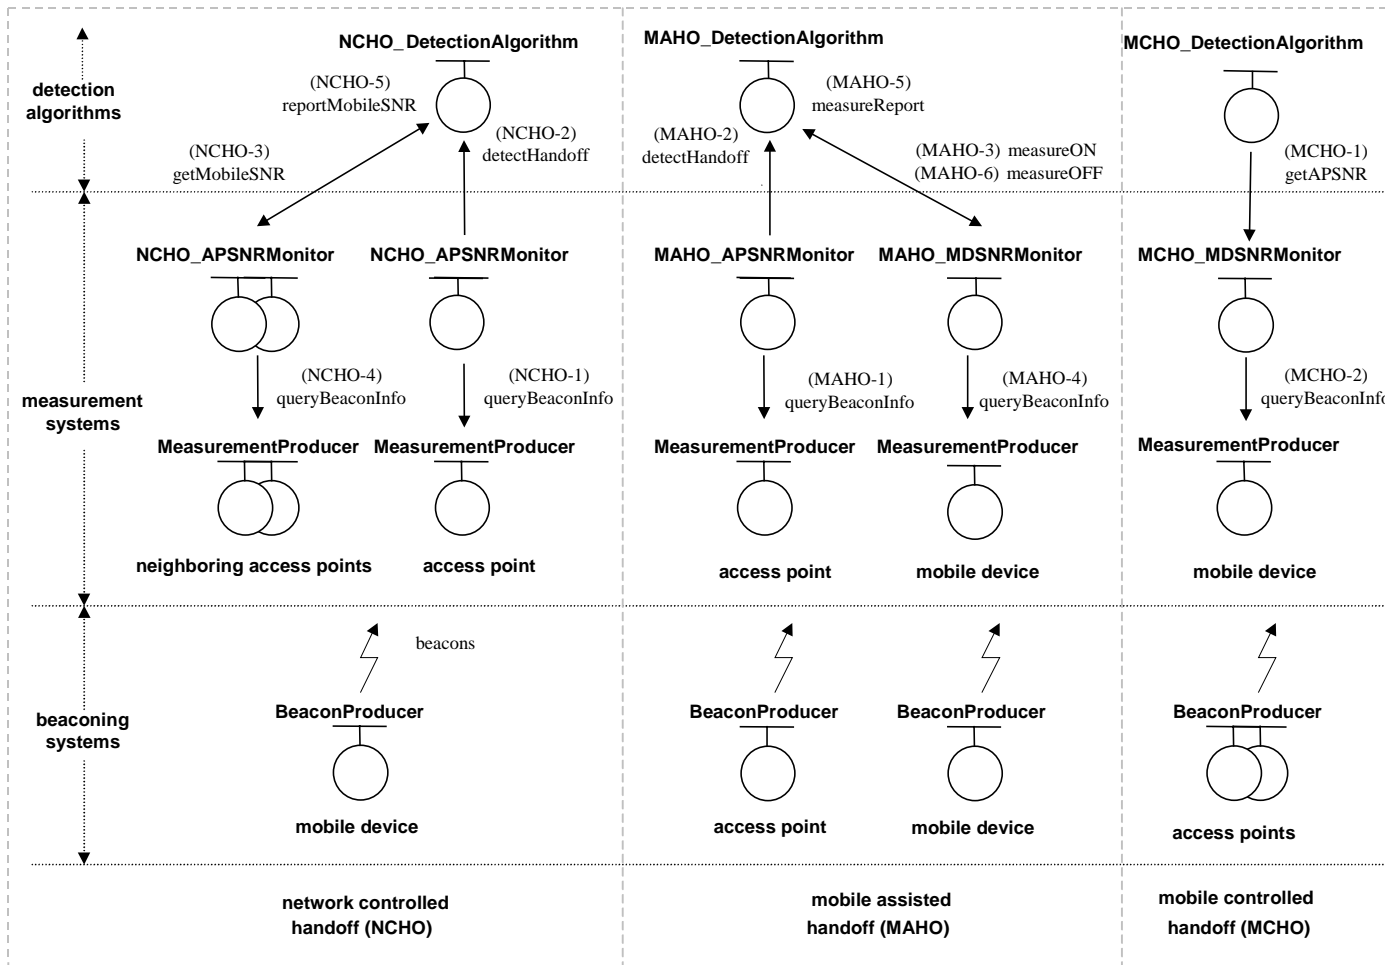 NCHO_DetectionAlgorithm
MAHO_DetectionAlgorithm
MCHO_DetectionAlgorithm
detection
algorithms
(NCHO-5)
reportMobileSNR
(NCHO-3)
getMobileSNR
(NCHO-2)
detectHandoff
(MAHO-5)
measureReport
(MAHO-2)
detectHandoff
(MAHO-3) measureON
(MAHO-6) measureOFF
(MCHO-1)
getAPSNR
NCHO_APSNRMonitor
NCHO_APSNRMonitor
MAHO_APSNRMonitor
MAHO_MDSNRMonitor
MCHO_MDSNRMonitor
measurement
systems
(NCHO-4)
queryBeaconInfo
(NCHO-1)
queryBeaconInfo
(MAHO-1)
queryBeaconInfo
(MAHO-4)
queryBeaconInfo
(MCHO-2)
queryBeaconInfo
MeasurementProducer
MeasurementProducer
MeasurementProducer
MeasurementProducer
MeasurementProducer
neighboring access points
access point
access point
mobile device
mobile device
beacons
beaconing
systems
BeaconProducer
BeaconProducer
BeaconProducer
BeaconProducer
mobile device
access point
mobile device
access points
network controlled
handoff (NCHO)
mobile assisted
handoff (MAHO)
mobile controlled
handoff (MCHO)